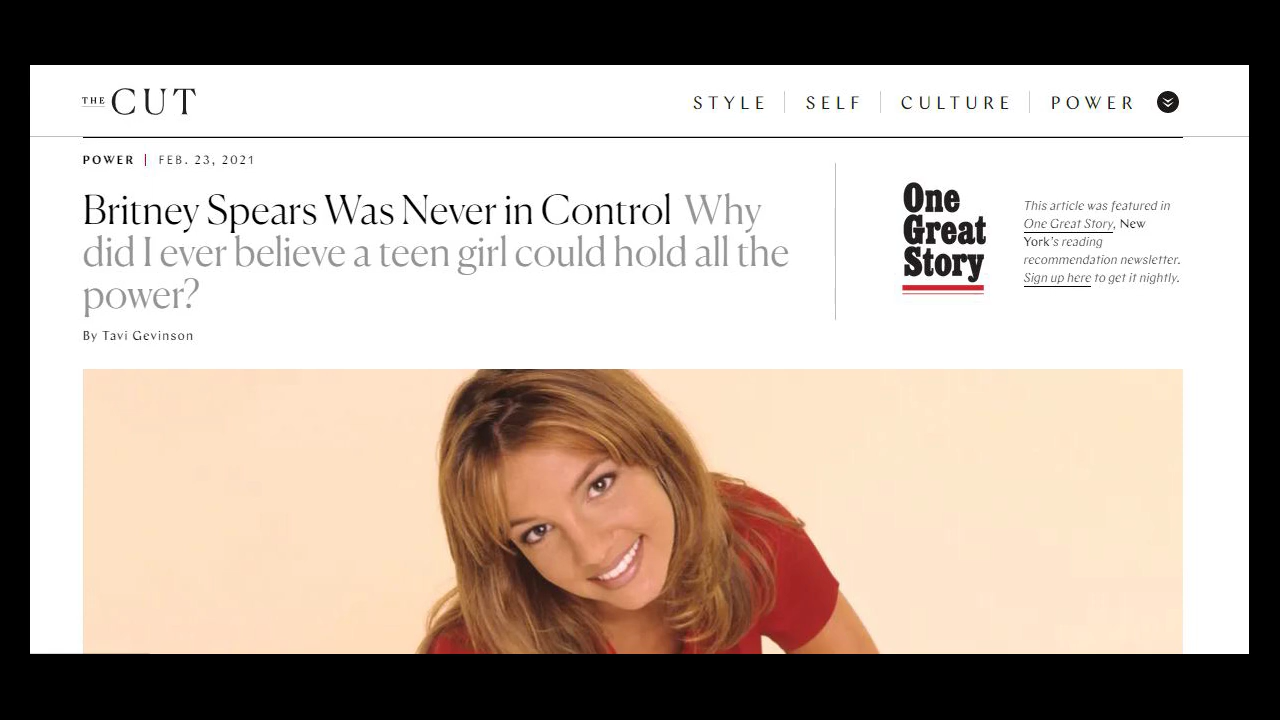 THE CUT
STYLE SELF CULTURE POWER
POWER | FEB. 23, 2021
Britney Spears Was Never in Control Why
did I ever believe a teen girl could hold all the
power?
By Tavi Gevinson
One
Great
Story
This article was featured in
One Great Story, New
York's reading
recommendation newsletter.
Sign up here to get it nightly.